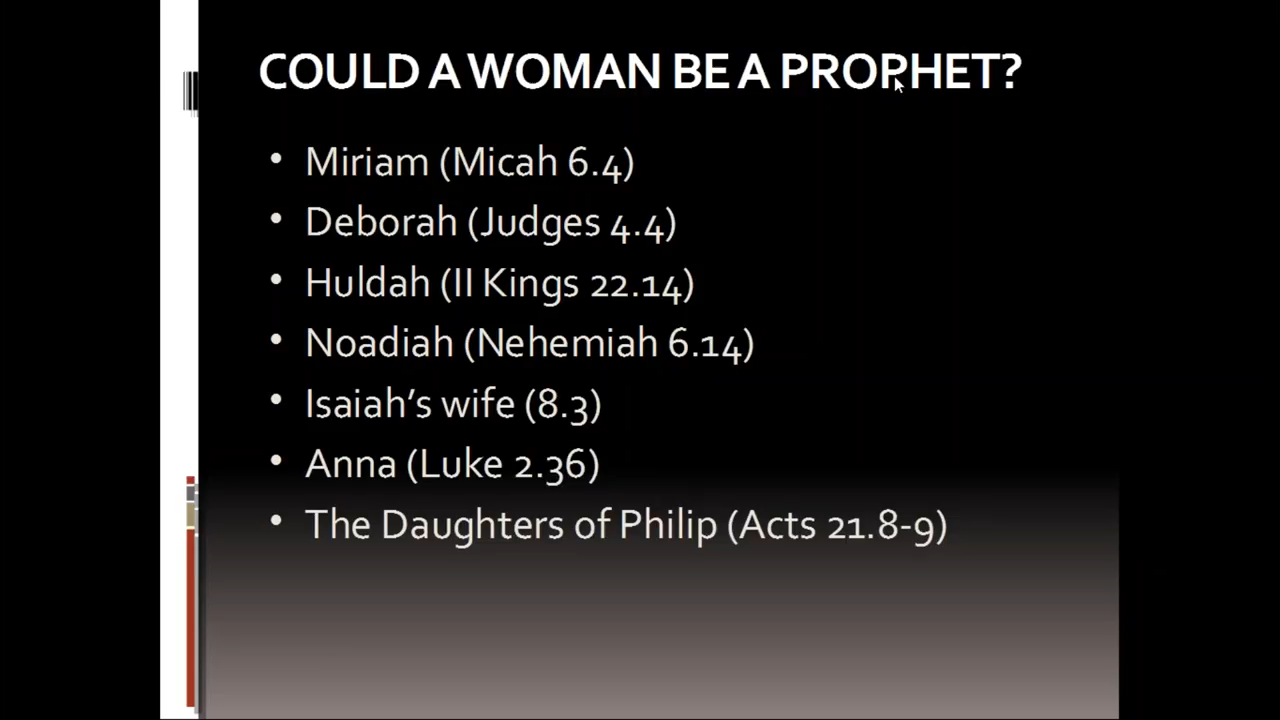 COULD A WOMAN BE A PROPHET?
• Miriam (Micah 6.4)
• Deborah (Judges 4.4)
• Huldah (II Kings 22.14)
• Noadiah (Nehemiah 6.14)
• Isaiah’s wife (8.3)
• Anna (Luke 2.36)
• The Daughters of Philip (Acts 21.8-9)